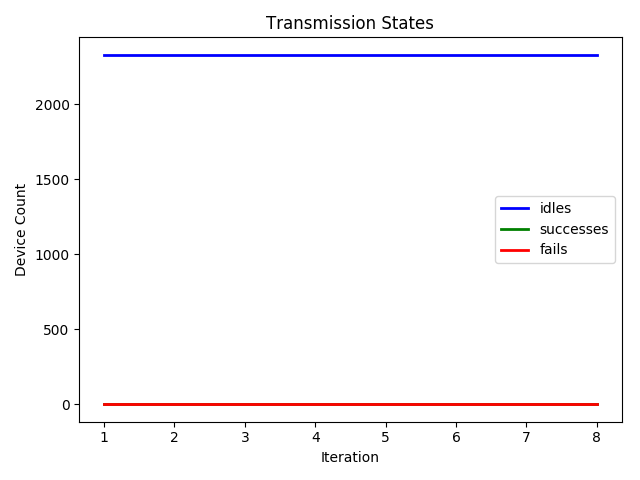 Transmission States
Device Count
2000
1500
1000
500
0
idles
successes
fails
1 2 3 4 5 6 7 8
Iteration